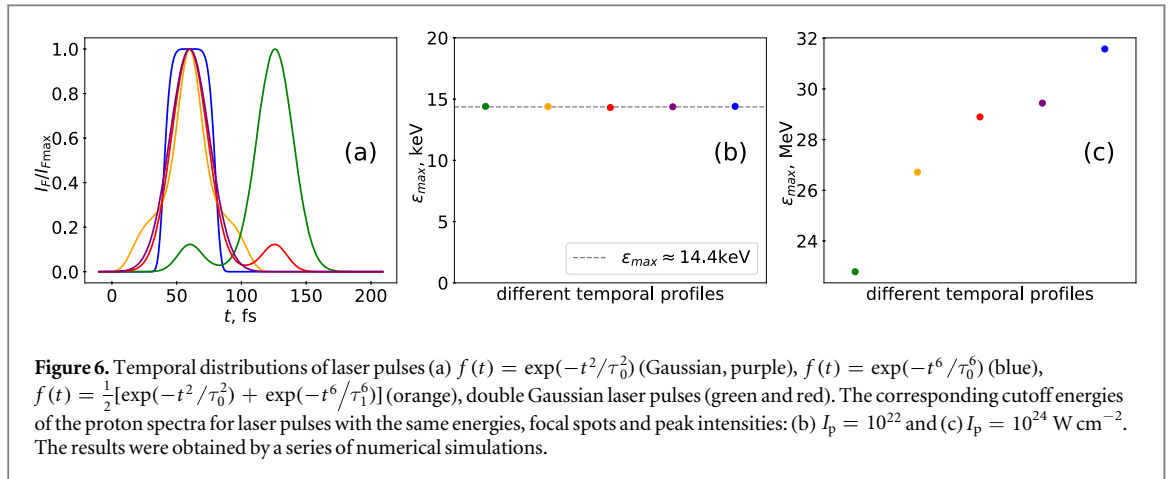 1.0
0.8
0.6
0.4
0.2
0.0
I_F/I_Fmax
(a)
0 50 100 150 200
t, fs
20
15
10
5
0
ε_max, keV
(b)
ε_max ≈ 14.4keV
different temporal profiles
32
30
28
26
24
ε_max, MeV
(c)
different temporal profiles
Figure 6. Temporal distributions of laser pulses (a) f(t) = exp(−t²/τ₀²) (Gaussian, purple), f(t) = exp(−t⁶/τ₀⁶) (blue),
f(t) = ½[exp(−t²/τ₀²) + exp(−t⁶/τ₁⁶)] (orange), double Gaussian laser pulses (green and red). The corresponding cutoff energies
of the proton spectra for laser pulses with the same energies, focal spots and peak intensities: (b) I_p = 10²² and (c) I_p = 10²⁴ W cm⁻².
The results were obtained by a series of numerical simulations.